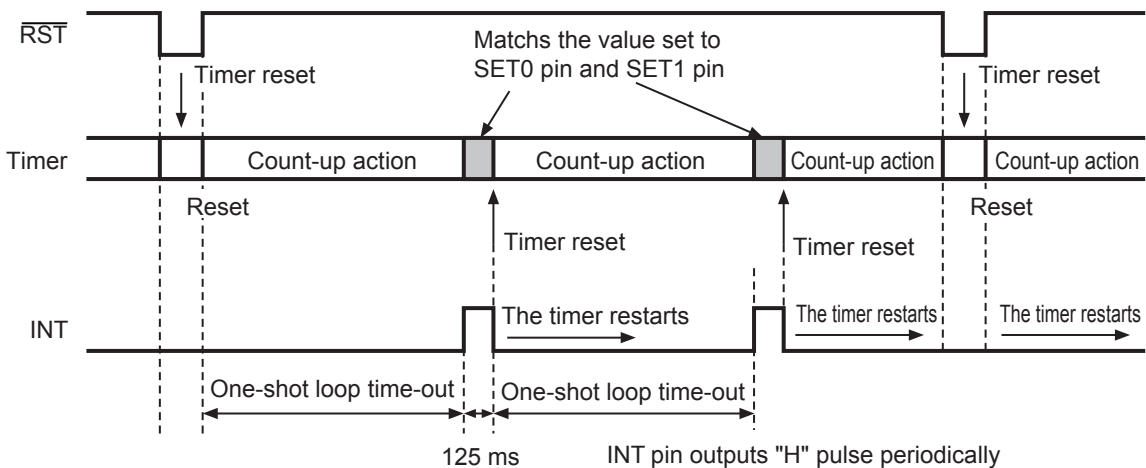 RST
Matchs the value set to
SET0 pin and SET1 pin
Timer reset
Timer reset
Timer
Count-up action
Count-up action
Count-up action
Count-up action
Reset
Reset
Timer reset
Timer reset
INT
The timer restarts
The timer restarts
The timer restarts
One-shot loop time-out
One-shot loop time-out
125 ms
INT pin outputs "H" pulse periodically